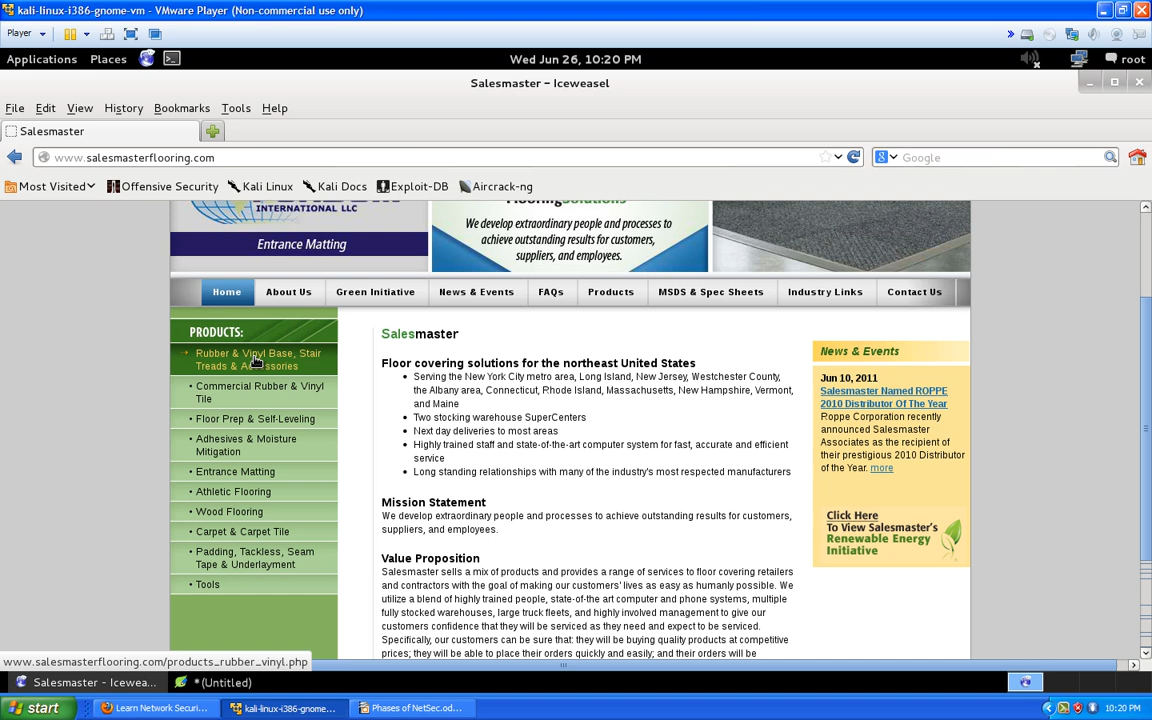 kali-linux-i386-gnome-vm - VMware Player (Non-commercial use only)
Player
Applications Places Wed Jun 26, 10:20 PM root
Salesmaster - Iceweasel
File Edit View History Bookmarks Tools Help
Salesmaster
www.salesmasterflooring.com Google
Most Visited Offensive Security Kali Linux Kali Docs Exploit-DB Aircrack-ng
INTERNATIONAL LLC
Entrance Matting
We develop extraordinary people and processes to
achieve outstanding results for customers,
suppliers, and employees.
Home About Us Green Initiative News & Events FAQs Products MSDS & Spec Sheets Industry Links Contact Us
PRODUCTS:
Rubber & Vinyl Base, Stair
Treads & Accessories
• Commercial Rubber & Vinyl
Tile
• Floor Prep & Self-Leveling
• Adhesives & Moisture
Mitigation
• Entrance Matting
• Athletic Flooring
• Wood Flooring
• Carpet & Carpet Tile
• Padding, Tackless, Seam
Tape & Underlayment
• Tools
Salesmaster
Floor covering solutions for the northeast United States
• Serving the New York City metro area, Long Island, New Jersey, Westchester County,
the Albany area, Connecticut, Rhode Island, Massachusetts, New Hampshire, Vermont,
and Maine
• Two stocking warehouse SuperCenters
• Next day deliveries to most areas
• Highly trained staff and state-of-the-art computer system for fast, accurate and efficient
service
• Long standing relationships with many of the industry's most respected manufacturers
Mission Statement
We develop extraordinary people and processes to achieve outstanding results for customers,
suppliers, and employees.
Value Proposition
Salesmaster sells a mix of products and provides a range of services to floor covering retailers
and contractors with the goal of making our customers' lives as easy as humanly possible. We
utilize a blend of highly trained people, state-of-the art computer and phone systems, multiple
fully stocked warehouses, large truck fleets, and highly involved management to give our
customers confidence that they will be serviced as they need and expect to be serviced.
Specifically, our customers can be sure that: they will be buying quality products at competitive
prices; they will be able to place their orders quickly and easily; and their orders will be
News & Events
Jun 10, 2011
Salesmaster Named ROPPE
2010 Distributor Of The Year
Roppe Corporation recently
announced Salesmaster
Associates as the recipient of
their prestigious 2010 Distributor
of the Year. more
Click Here
To View Salesmaster's
Renewable Energy
Initiative
www.salesmasterflooring.com/products_rubber_vinyl.php
Salesmaster - Icewea... *(Untitled)
start Learn Network Securi... kali-linux-i386-gnome... Phases of NetSec.od... 10:20 PM